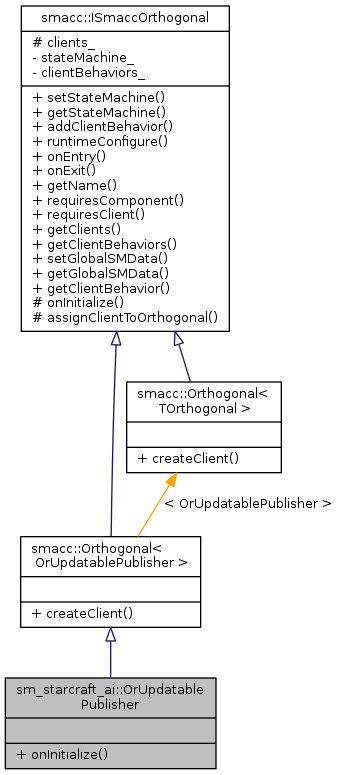 smacc::ISmaccOrthogonal
# clients_
- stateMachine_
- clientBehaviors_
+ setStateMachine()
+ getStateMachine()
+ addClientBehavior()
+ runtimeConfigure()
+ onEntry()
+ onExit()
+ getName()
+ requiresComponent()
+ requiresClient()
+ getClients()
+ getClientBehaviors()
+ setGlobalSMData()
+ getGlobalSMData()
+ getClientBehavior()
# onInitialize()
# assignClientToOrthogonal()
smacc::Orthogonal<
TOrthogonal >
+ createClient()
< OrUpdatablePublisher >
smacc::Orthogonal<
OrUpdatablePublisher >
+ createClient()
sm_starcraft_ai::OrUpdatable
Publisher
+ onInitialize()